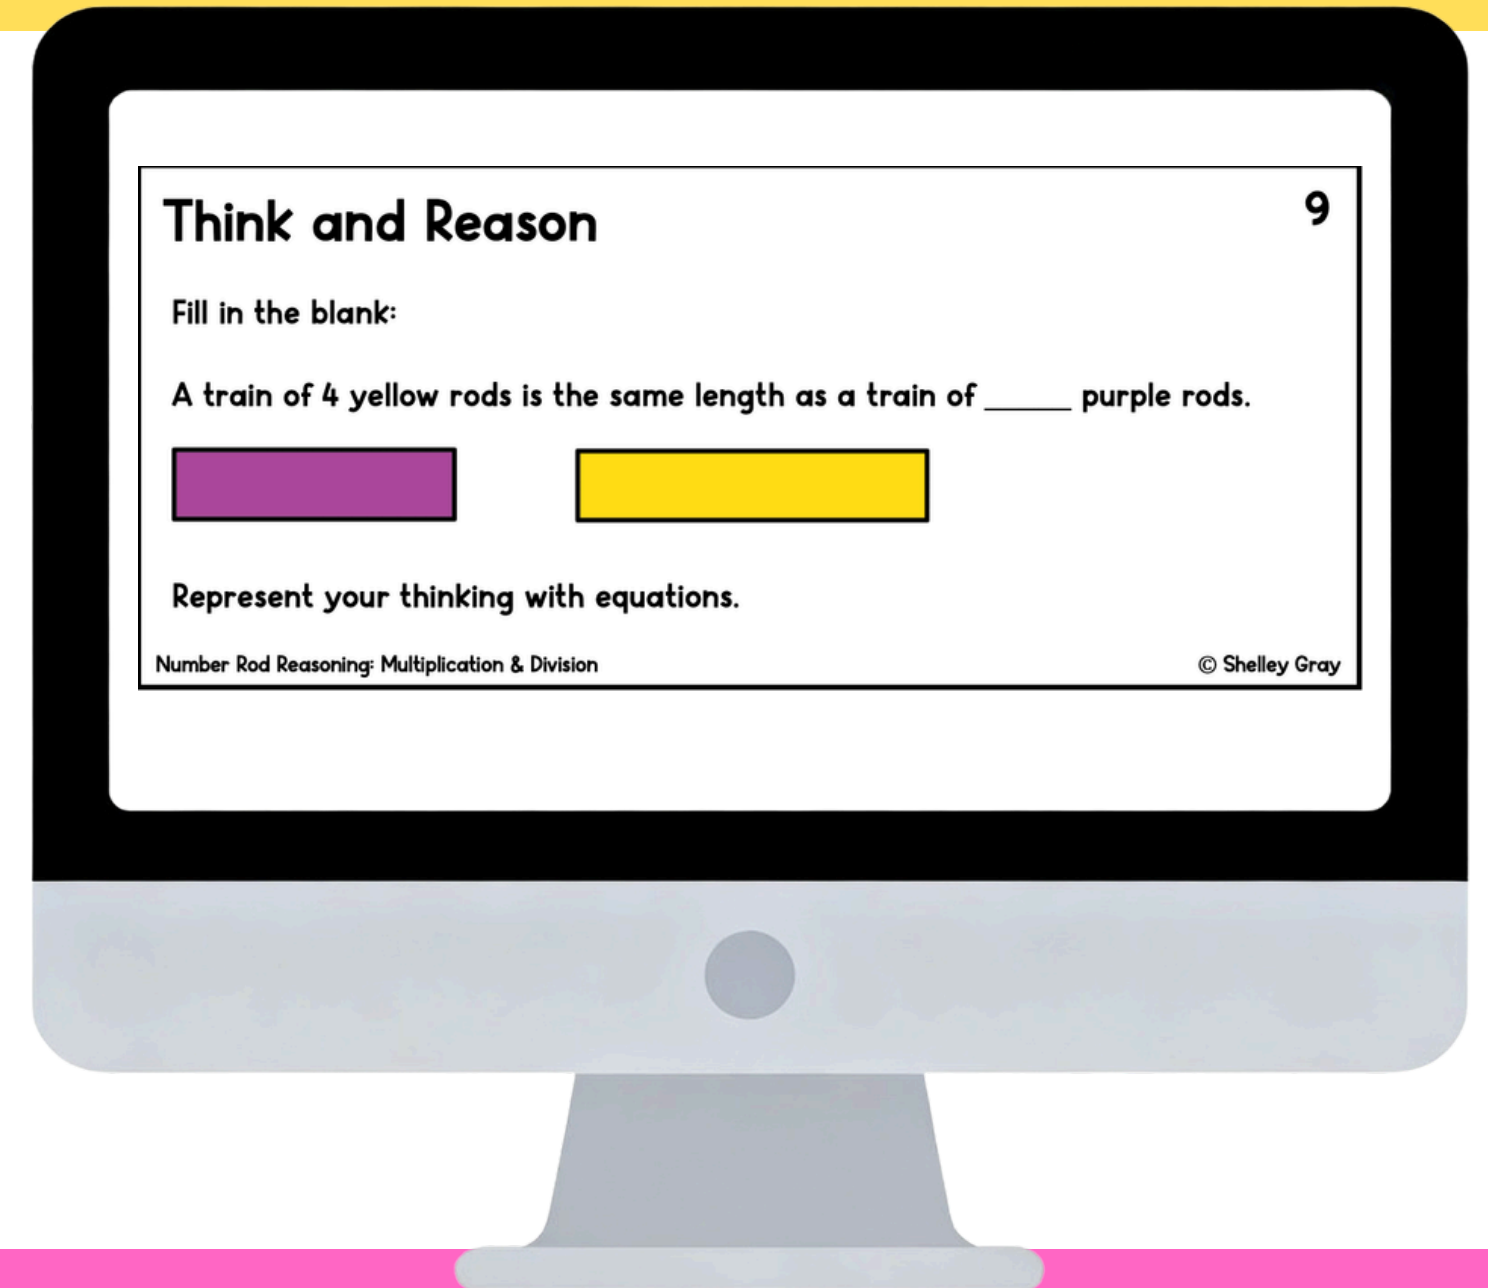 Think and Reason
9
Fill in the blank:
A train of 4 yellow rods is the same length as a train of ______ purple rods.
Represent your thinking with equations.
Number Rod Reasoning: Multiplication & Division
© Shelley Gray